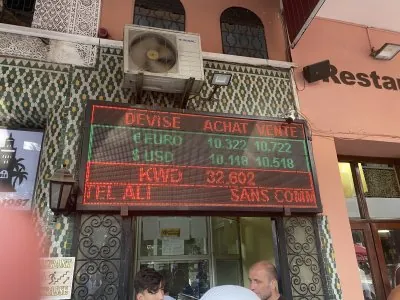 Restau
DEVISE ACHAT VENTE
€ EURO 10.322 10.722
$ USD 10.118 10.518
KWD 32,602
TEL ALI SANS COMM